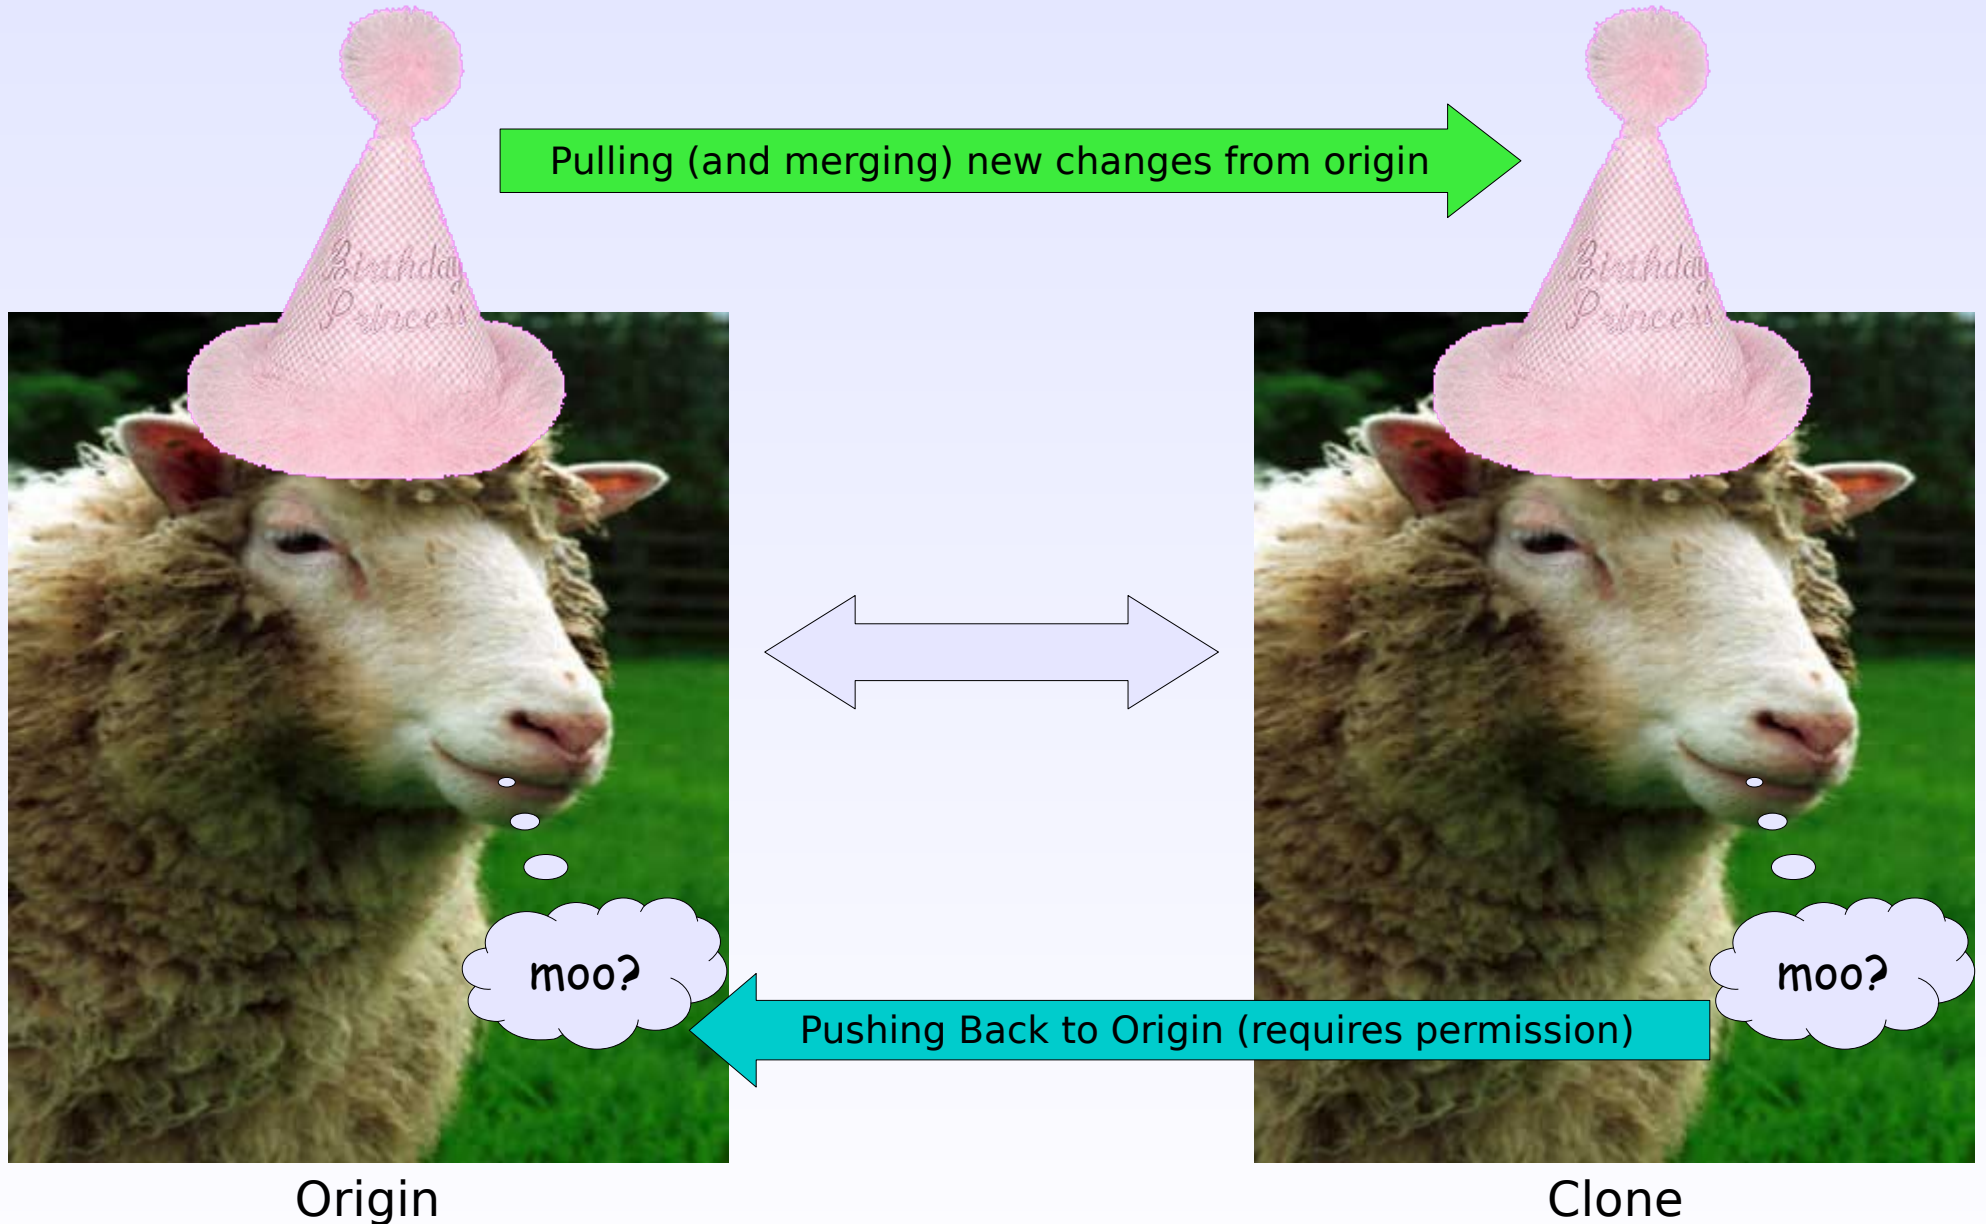 Pulling (and merging) new changes from origin
Birthday
Princess
Birthday
Princess
moo?
moo?
Pushing Back to Origin (requires permission)
Origin
Clone